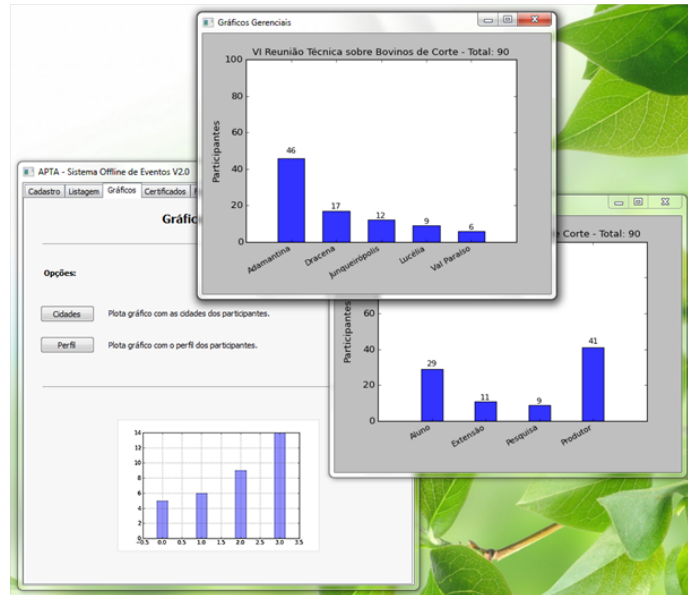 Gráficos Gerenciais
VI Reunião Técnica sobre Bovinos de Corte - Total: 90
100
80
60
40
20
0
Participantes
46
17
12
9
6
Adamantina
Dracena
Junqueirópolis
Lucélia
Val Paraíso
APTA - Sistema Offline de Eventos V2.0
Cadastro Listagem Gráficos Certificados
Opções:
Cidades Plota gráfico com as cidades dos participantes.
Perfil Plota gráfico com o perfil dos participantes.
14
12
10
8
6
4
2
0
-0.5 0.0 0.5 1.0 1.5 2.0 2.5 3.0 3.5
Corte - Total: 90
60
40
20
0
Participantes
29
11
9
41
Aluno
Extensão
Pesquisa
Produtor